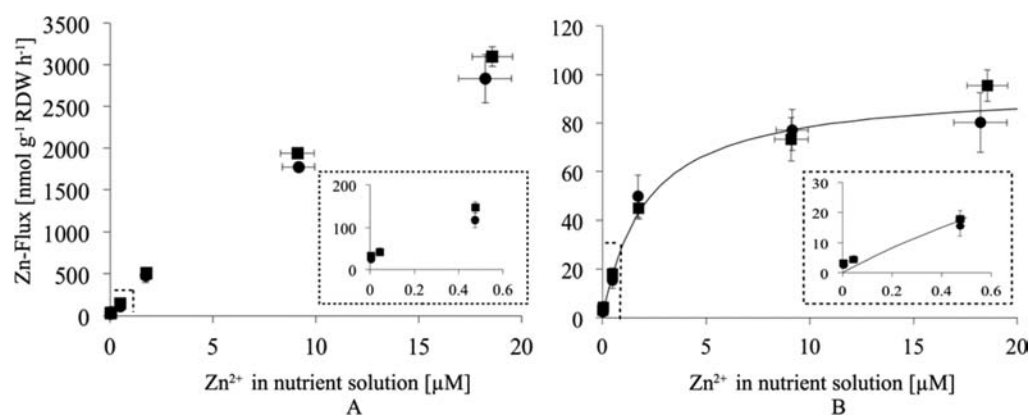 Zn-Flux [nmol g⁻¹ RDW h⁻¹]
3500
3000
2500
2000
1500
1000
500
0
0 5 10 15 20
200
100
0
0 0.2 0.4 0.6
Zn²⁺ in nutrient solution [µM]
A
120
100
80
60
40
20
0
0 5 10 15 20
30
20
10
0
0 0.2 0.4 0.6
Zn²⁺ in nutrient solution [µM]
B